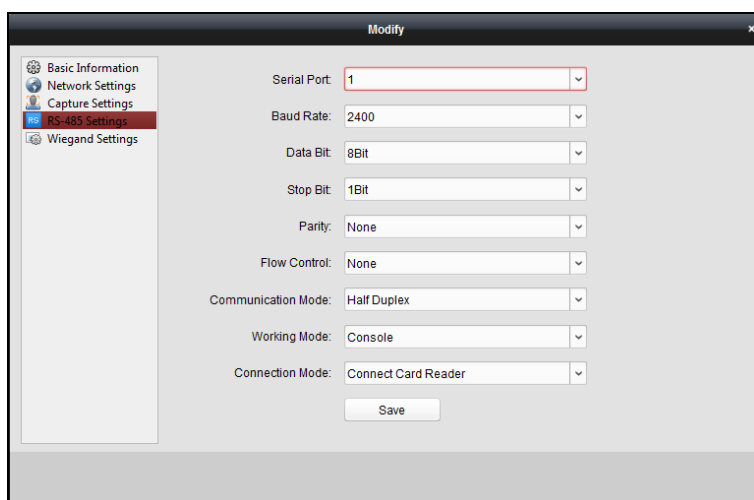 Modify
x
Basic Information
Network Settings
Capture Settings
RS RS-485 Settings
Wiegand Settings
Serial Port: 1
Baud Rate: 2400
Data Bit: 8Bit
Stop Bit: 1Bit
Parity: None
Flow Control: None
Communication Mode: Half Duplex
Working Mode: Console
Connection Mode: Connect Card Reader
Save